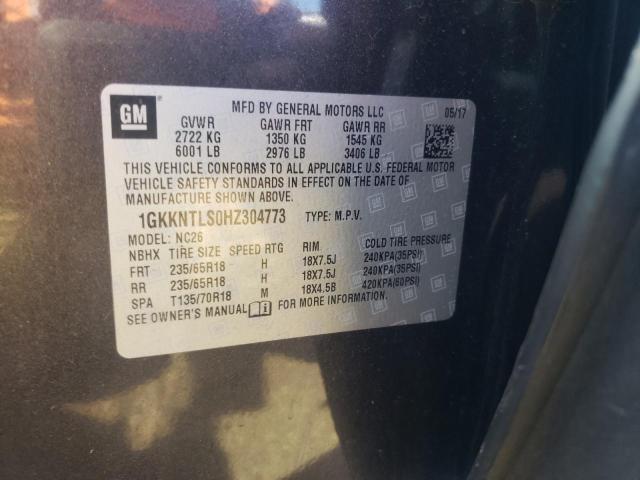 GM
MFD BY GENERAL MOTORS LLC 05/17
GVWR GAWR FRT GAWR RR
2722 KG 1350 KG 1545 KG
6001 LB 2976 LB 3406 LB
THIS VEHICLE CONFORMS TO ALL APPLICABLE U.S. FEDERAL MOTOR
VEHICLE SAFETY STANDARDS IN EFFECT ON THE DATE OF
MANUFACTURE SHOWN ABOVE.
1GKKNTLS0HZ304773 TYPE: M.P.V.
MODEL: NC26
NBHX TIRE SIZE SPEED RTG RIM COLD TIRE PRESSURE
FRT 235/65R18 H 18X7.5J 240KPA(35PSI)
RR 235/65R18 H 18X7.5J 240KPA(35PSI)
SPA T135/70R18 M 18X4.5B 420KPA(60PSI)
SEE OWNER'S MANUAL FOR MORE INFORMATION.